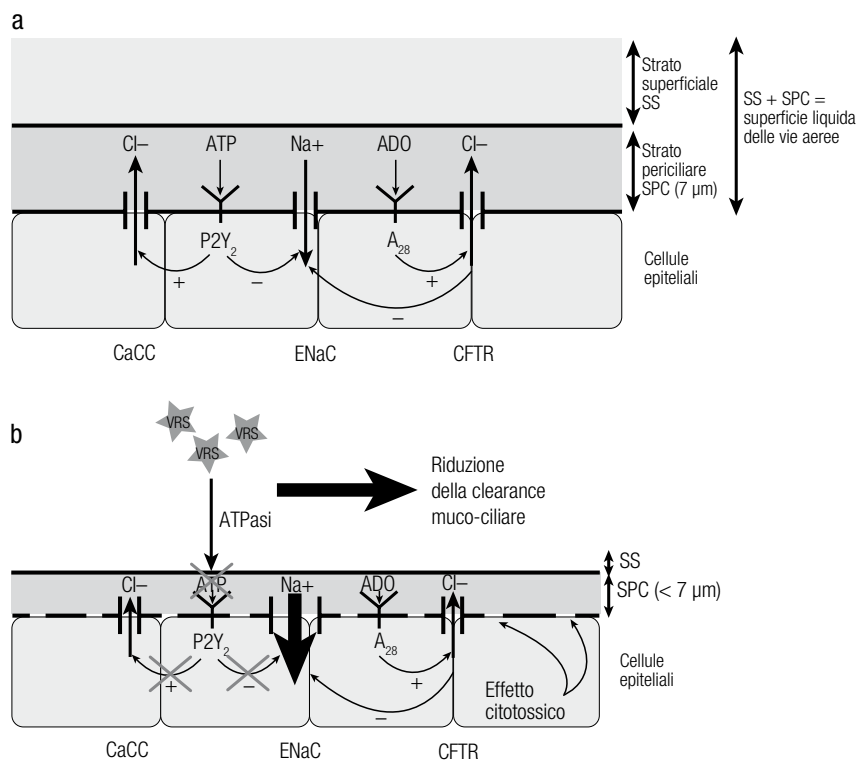 a
Strato
superficiale
SS
SS + SPC =
superficie liquida
delle vie aeree
Cl– ATP Na+ ADO Cl–
Strato
periciliare
SPC (7 µm)
P2Y2 A28
+ – + –
Cellule
epiteliali
CaCC ENaC CFTR
b
VRS VRS VRS
Riduzione
della clearance
muco-ciliare
ATPasi
SS
Cl– ATP Na+ ADO Cl–
SPC (< 7 µm)
P2Y2 A28
+ – + –
Cellule
epiteliali
Effetto
citotossico
CaCC ENaC CFTR